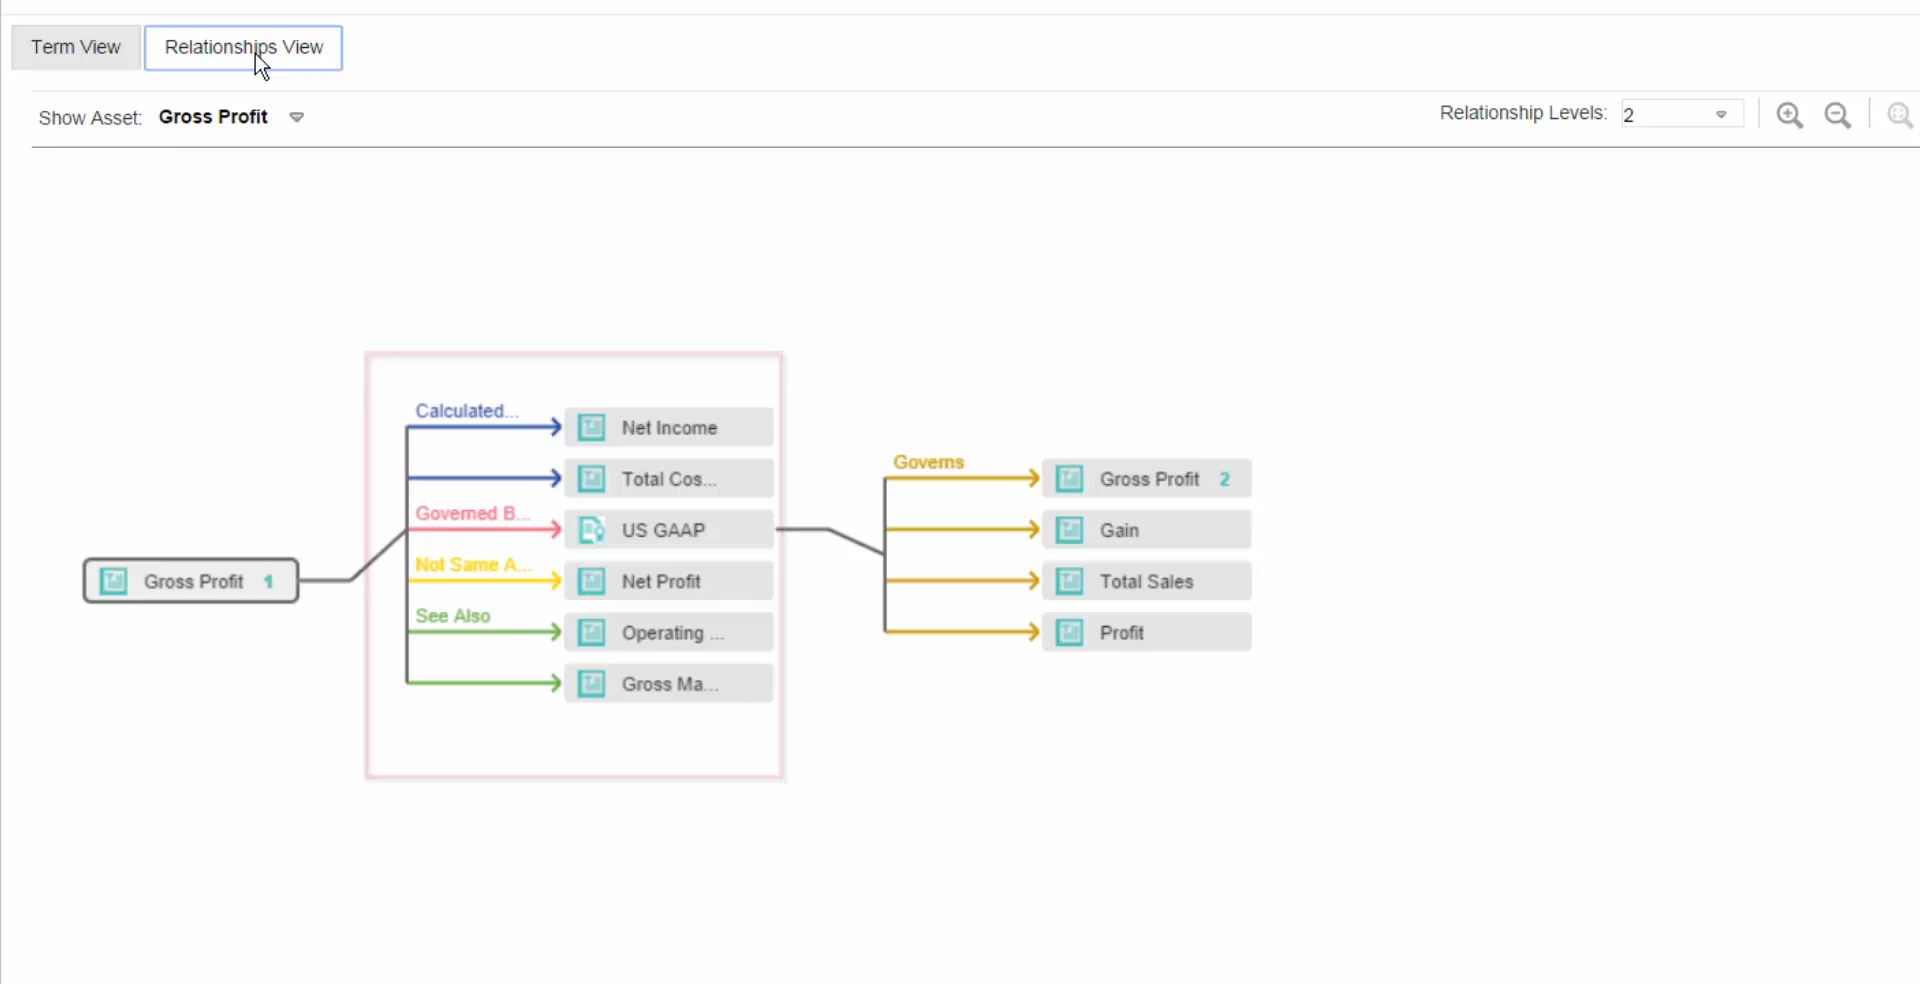 Term View
Relationships View
Show Asset: Gross Profit
Relationship Levels: 2
Calculated...
Net Income
Total Cos...
Governed B...
US GAAP
Not Same A...
Net Profit
See Also
Operating ...
Gross Ma...
Gross Profit 1
Governs
Gross Profit 2
Gain
Total Sales
Profit